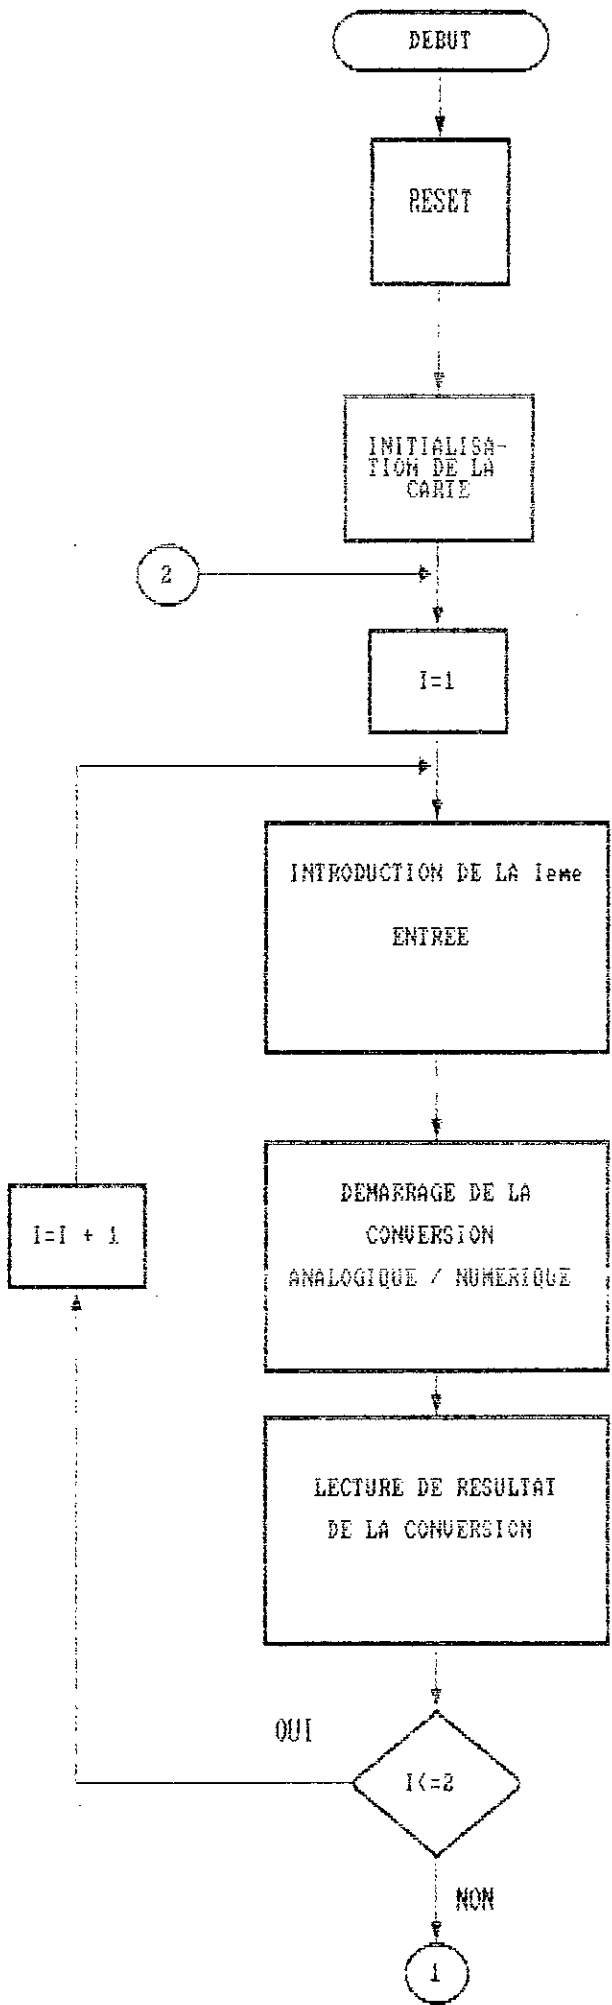 DEBUT
RESET
INITIALISA-
TION DE LA
CARTE
2
I=1
INTRODUCTION DE LA Ieme
ENTREE
DEMARRAGE DE LA
CONVERSION
ANALOGIQUE / NUMERIQUE
I=I + 1
LECTURE DE RESULTAT
DE LA CONVERSION
OUI
I<=2
NON
1